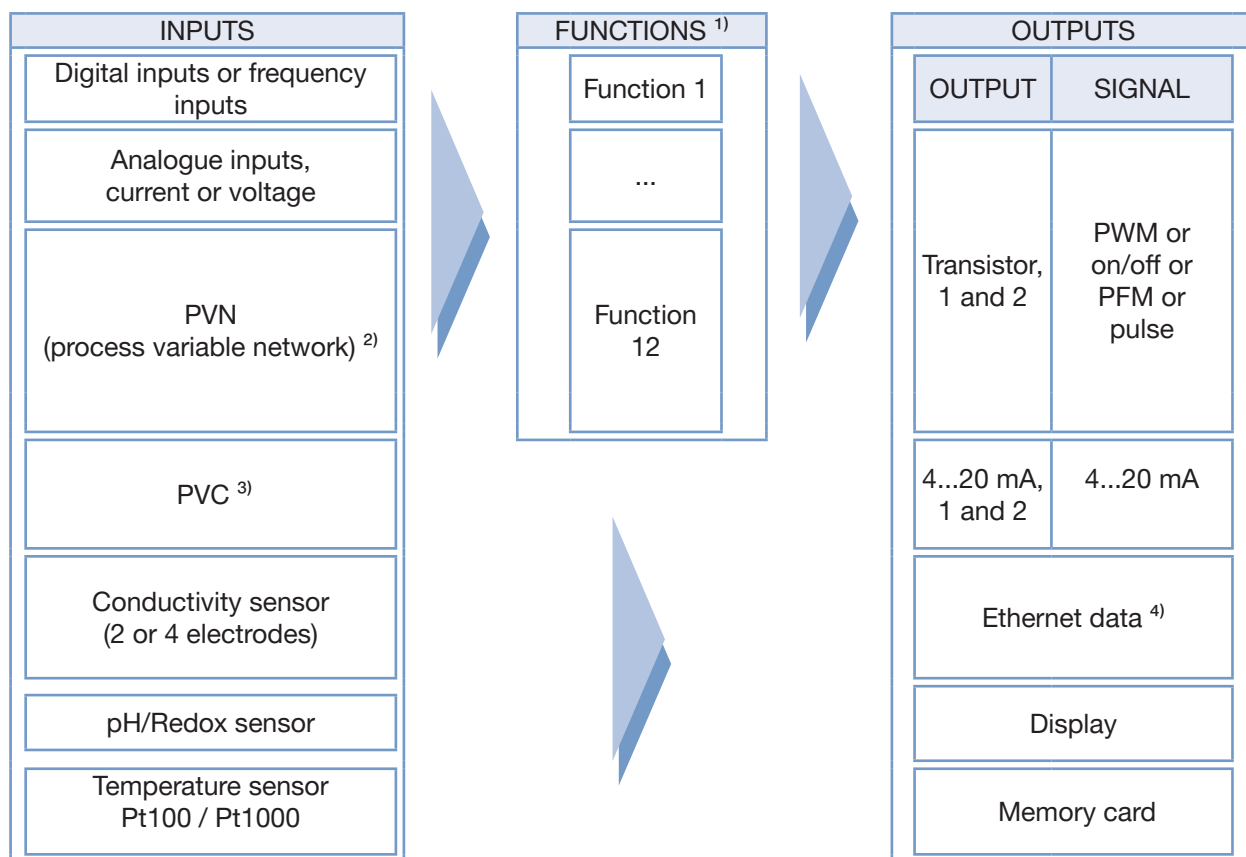 INPUTS
Digital inputs or frequency
inputs
Analogue inputs,
current or voltage
PVN
(process variable network) ²⁾
PVC ³⁾
Conductivity sensor
(2 or 4 electrodes)
pH/Redox sensor
Temperature sensor
Pt100 / Pt1000
FUNCTIONS ¹⁾
Function 1
...
Function
12
OUTPUTS
OUTPUT
SIGNAL
Transistor,
1 and 2
PWM or
on/off or
PFM or
pulse
4...20 mA,
1 and 2
4...20 mA
Ethernet data ⁴⁾
Display
Memory card